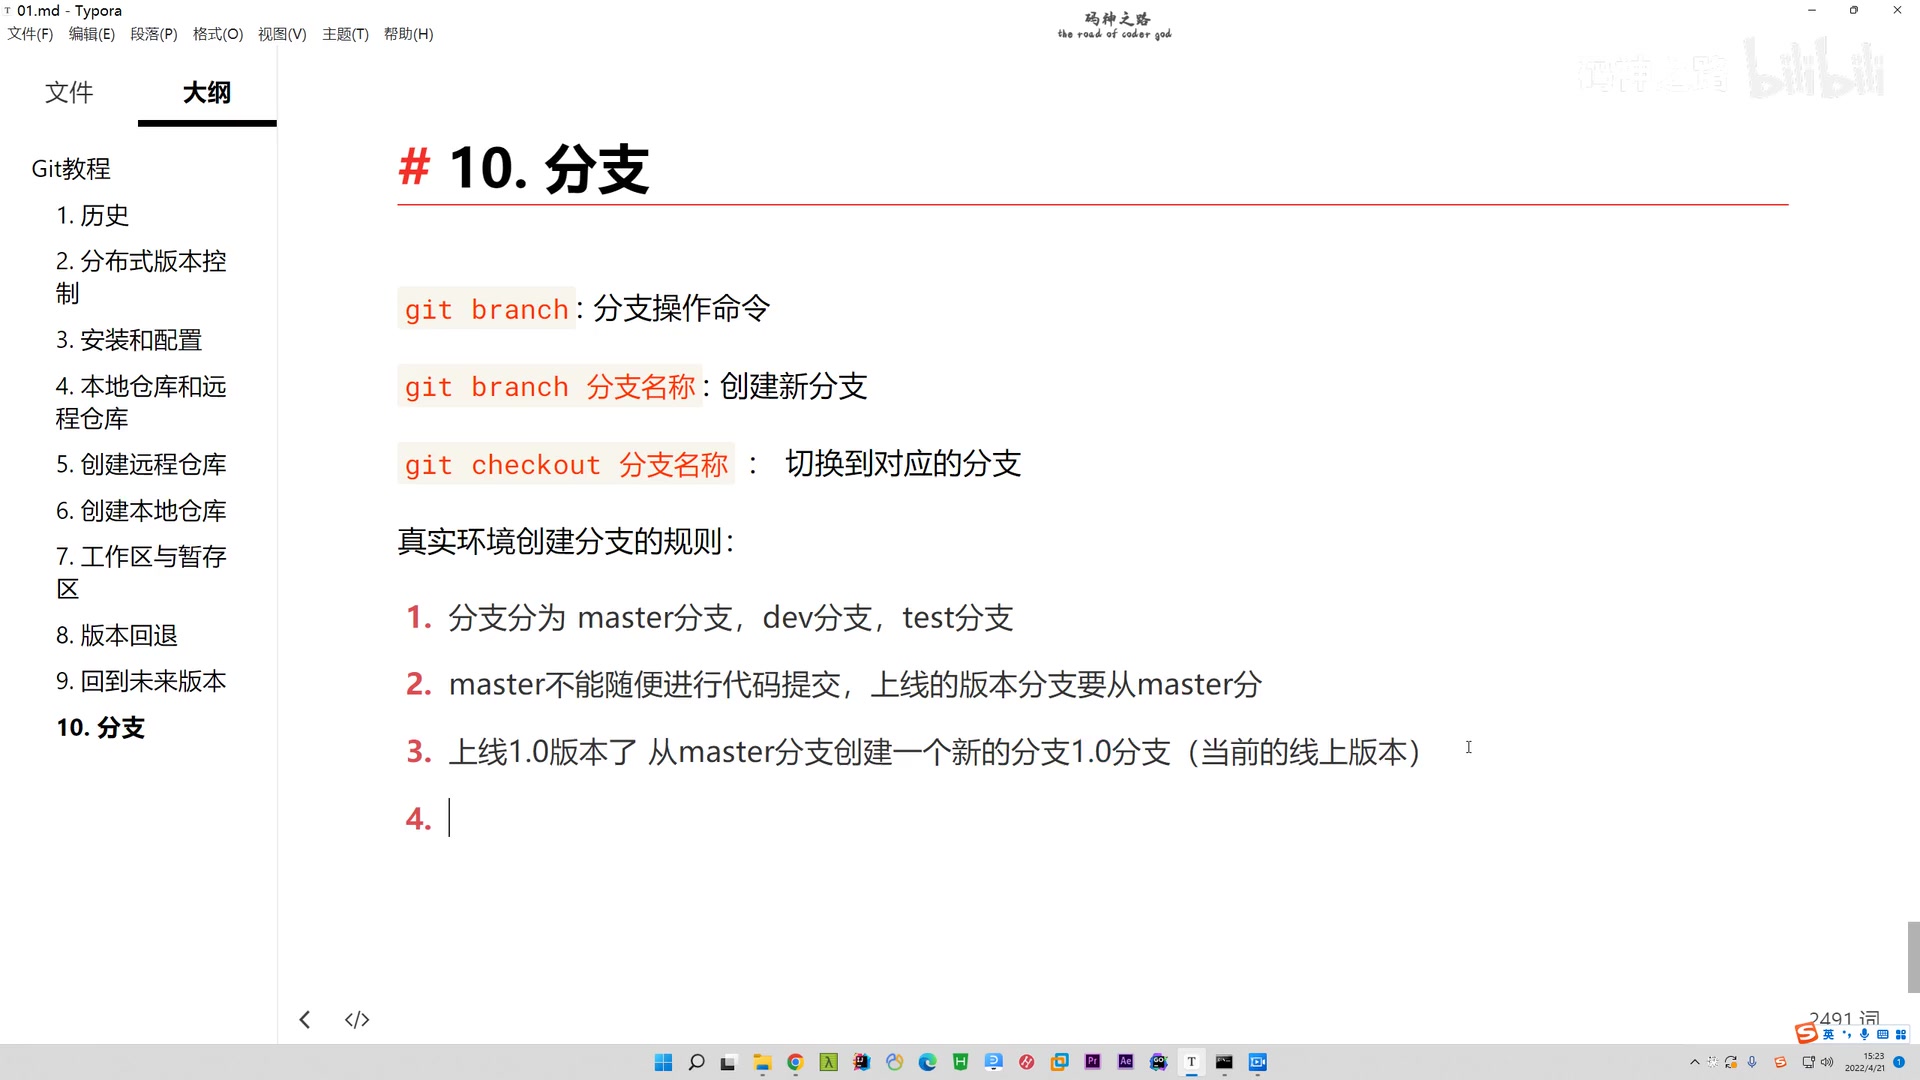 01.md - Typora
文件(F) 编辑(E) 段落(P) 格式(O) 视图(V) 主题(T) 帮助(H)
码神之路
the road of coder god
码神之路 bilibili
文件 大纲
Git教程
1. 历史
2. 分布式版本控
制
3. 安装和配置
4. 本地仓库和远
程仓库
5. 创建远程仓库
6. 创建本地仓库
7. 工作区与暂存
区
8. 版本回退
9. 回到未来版本
10. 分支
# 10. 分支
git branch: 分支操作命令
git branch 分支名称: 创建新分支
git checkout 分支名称 ： 切换到对应的分支
真实环境创建分支的规则：
1. 分支分为 master分支，dev分支，test分支
2. master不能随便进行代码提交，上线的版本分支要从master分
3. 上线1.0版本了 从master分支创建一个新的分支1.0分支（当前的线上版本）
4.
</>
2491 词
英
15:23
2022/4/21